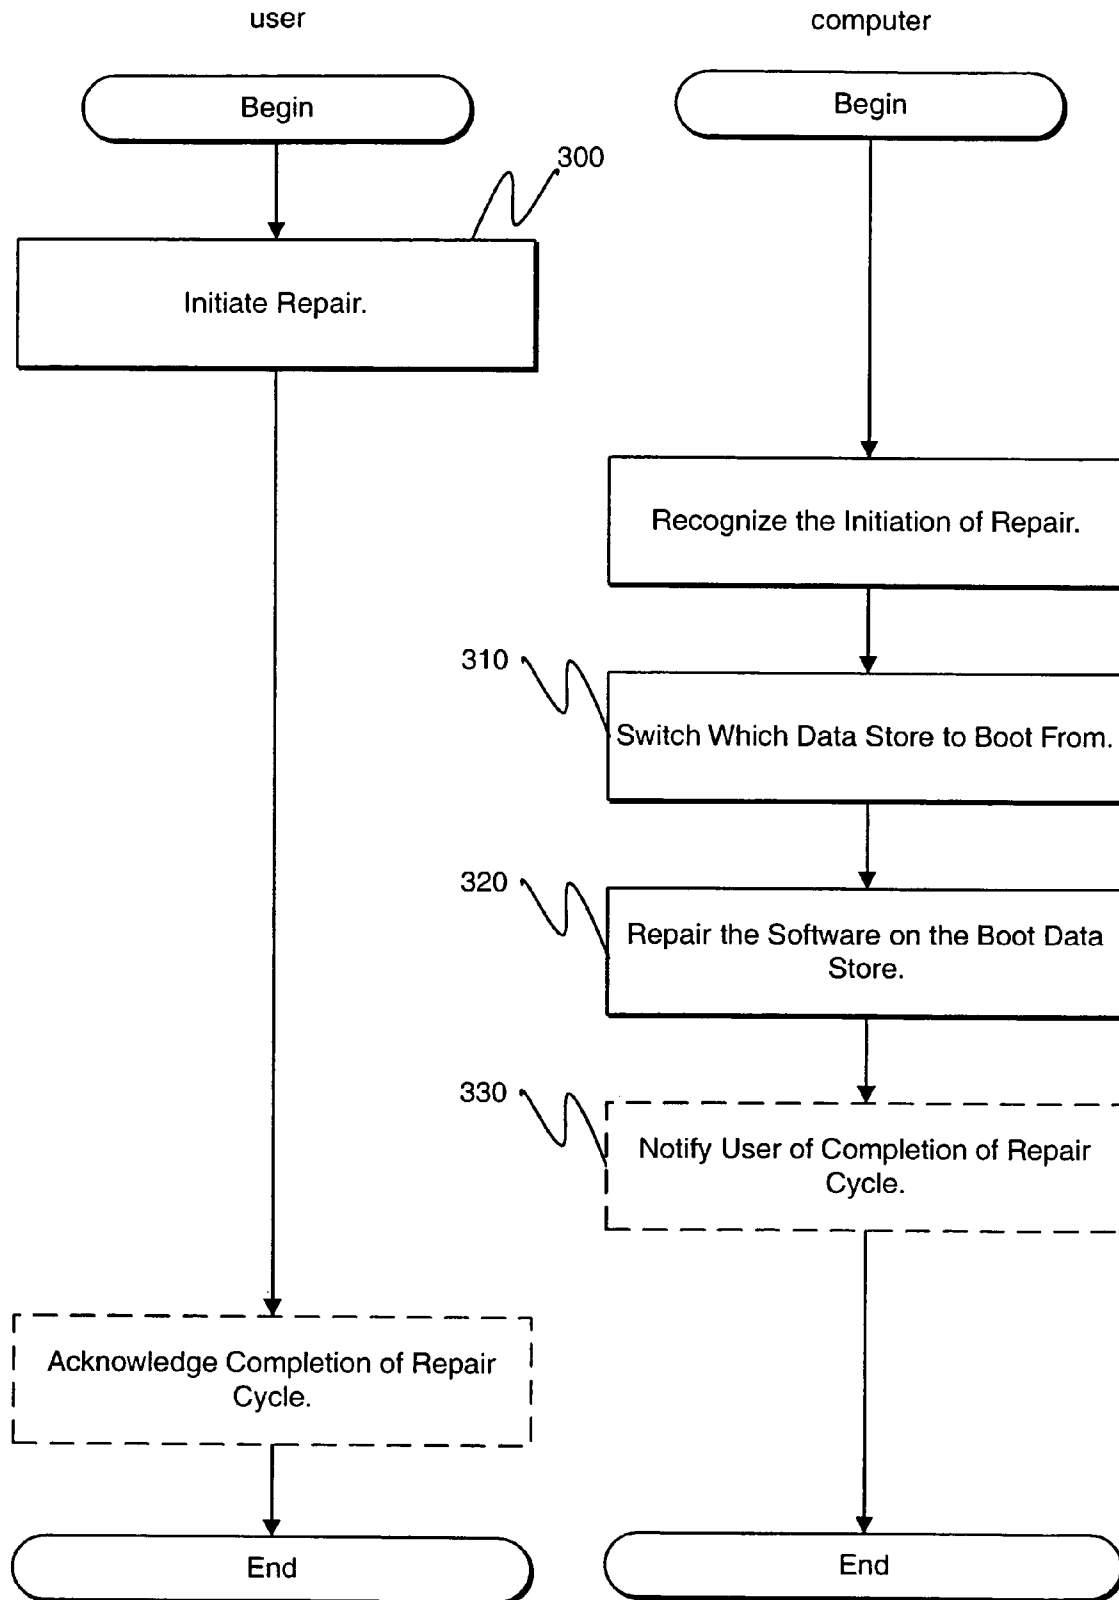 user
computer
Begin
Begin
300
Initiate Repair.
Recognize the Initiation of Repair.
310
Switch Which Data Store to Boot From.
320
Repair the Software on the Boot Data
Store.
330
Notify User of Completion of Repair
Cycle.
Acknowledge Completion of Repair
Cycle.
End
End